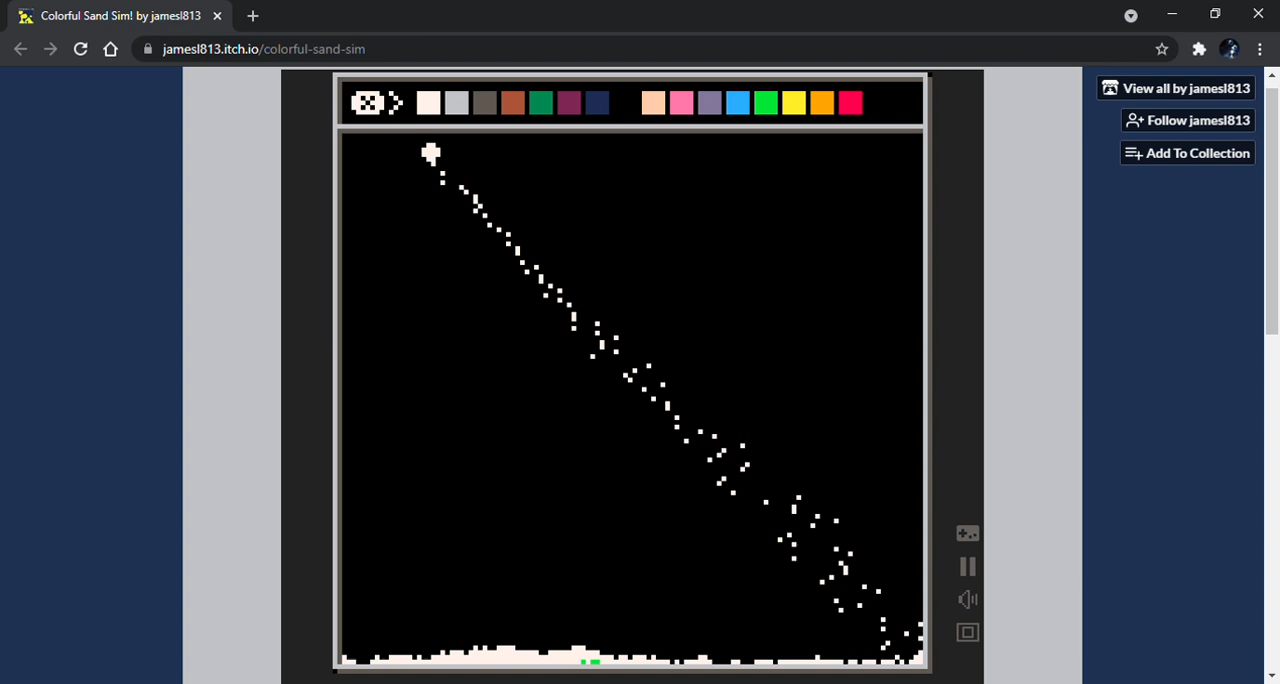 Colorful Sand Sim! by jamesl813
jamesl813.itch.io/colorful-sand-sim
View all by jamesl813
Follow jamesl813
Add To Collection